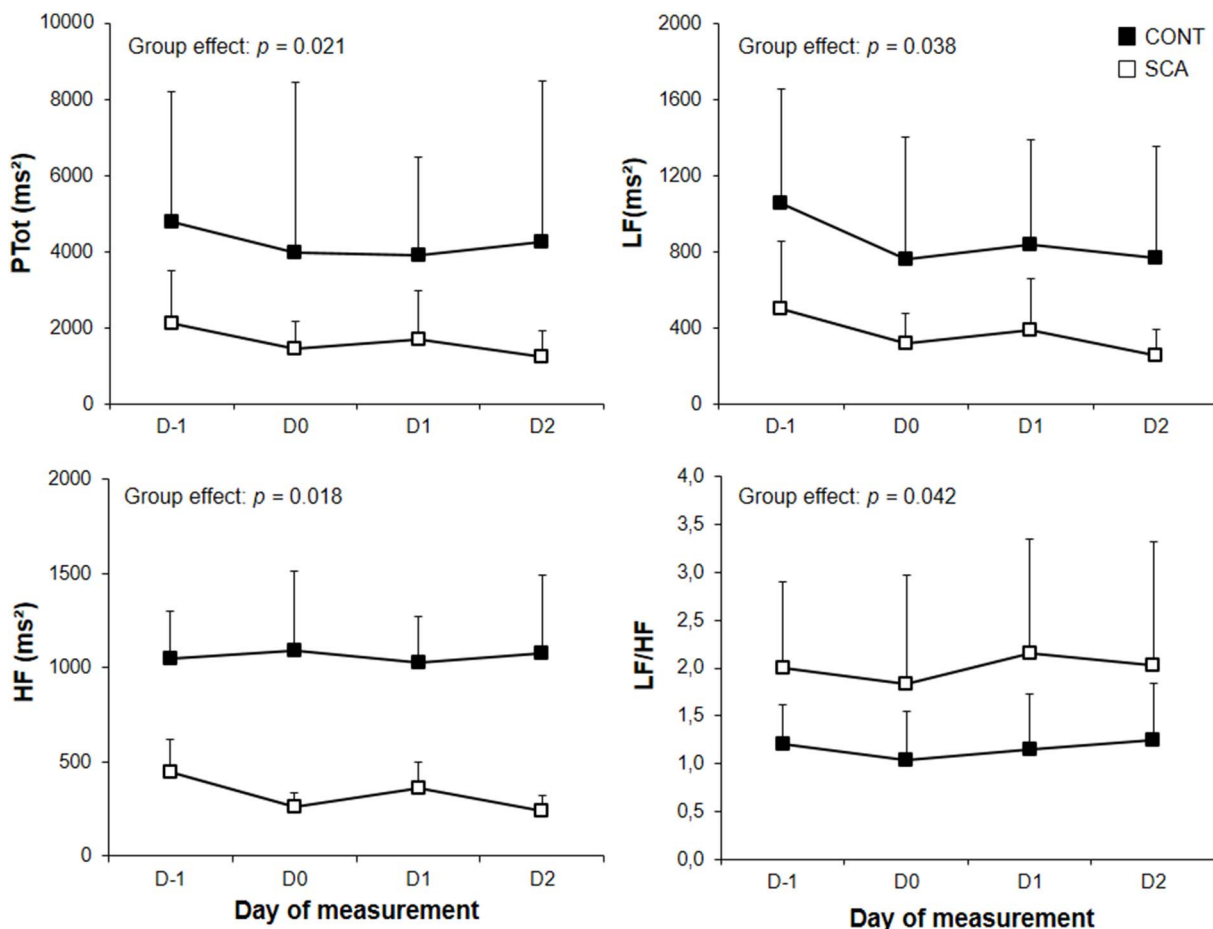 Group effect: p = 0.021
PTot (ms²)
10000
8000
6000
4000
2000
0
D-1 D0 D1 D2
Group effect: p = 0.038
CONT
SCA
LF(ms²)
2000
1600
1200
800
400
0
D-1 D0 D1 D2
Group effect: p = 0.018
HF (ms²)
2000
1500
1000
500
0
D-1 D0 D1 D2
Day of measurement
Group effect: p = 0.042
LF/HF
4,0
3,5
3,0
2,5
2,0
1,5
1,0
0,5
0,0
D-1 D0 D1 D2
Day of measurement